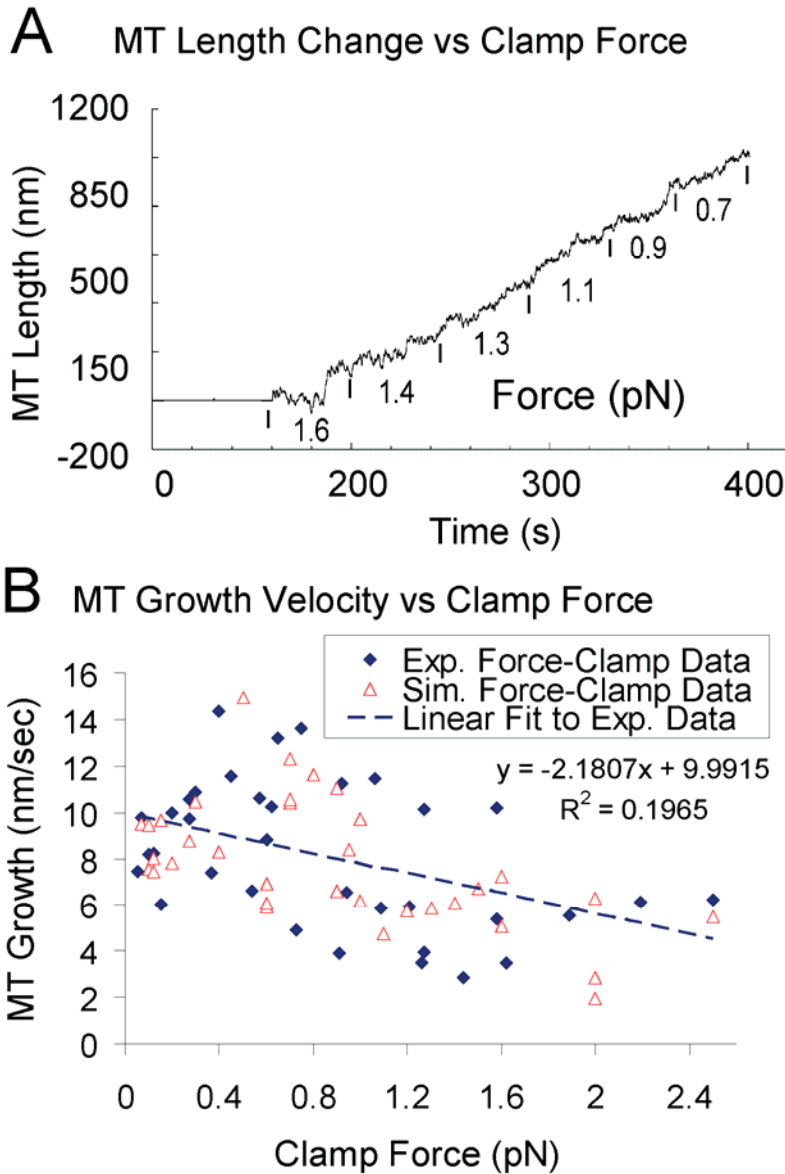 A MT Length Change vs Clamp Force
MT Length (nm)
1200
850
500
150
-200
1.6
1.4
1.3
1.1
0.9
0.7
Force (pN)
0 200 300 400
Time (s)
B MT Growth Velocity vs Clamp Force
Exp. Force-Clamp Data
Sim. Force-Clamp Data
Linear Fit to Exp. Data
y = -2.1807x + 9.9915
R² = 0.1965
MT Growth (nm/sec)
16
14
12
10
8
6
4
2
0
0 0.4 0.8 1.2 1.6 2 2.4
Clamp Force (pN)